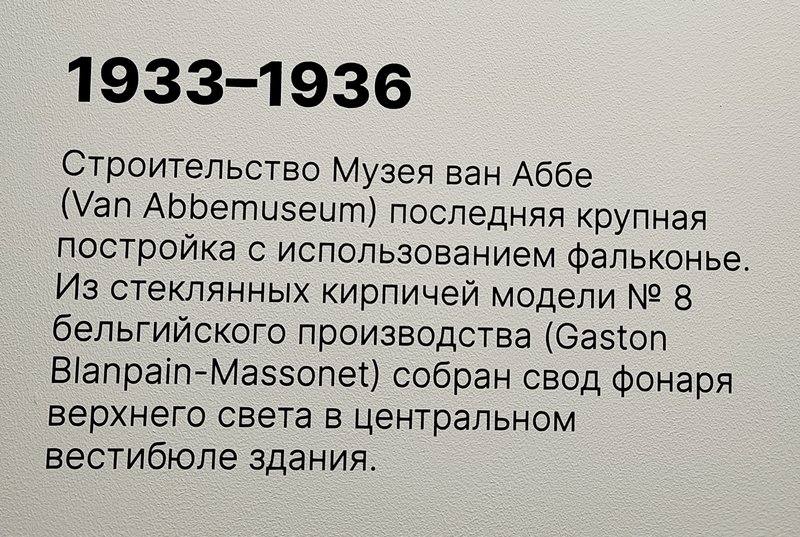 1933–1936
Строительство Музея ван Аббе
(Van Abbemuseum) последняя крупная
постройка с использованием фальконье.
Из стеклянных кирпичей модели № 8
бельгийского производства (Gaston
Blanpain-Massonet) собран свод фонаря
верхнего света в центральном
вестибюле здания.